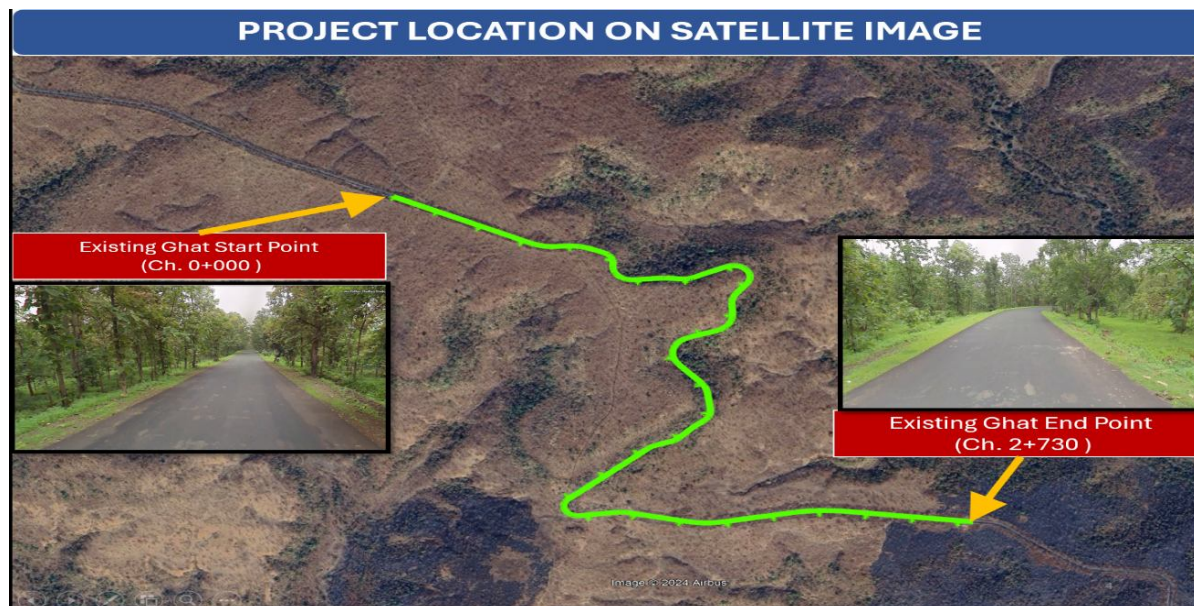 PROJECT LOCATION ON SATELLITE IMAGE
Existing Ghat Start Point
(Ch. 0+000 )
Existing Ghat End Point
(Ch. 2+730 )
Image © 2024 Airbus